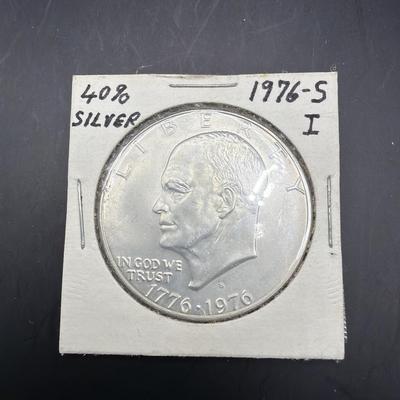 40% 1976-S
SILVER I
LIBERTY
IN GOD WE
TRUST
S
1776·1976